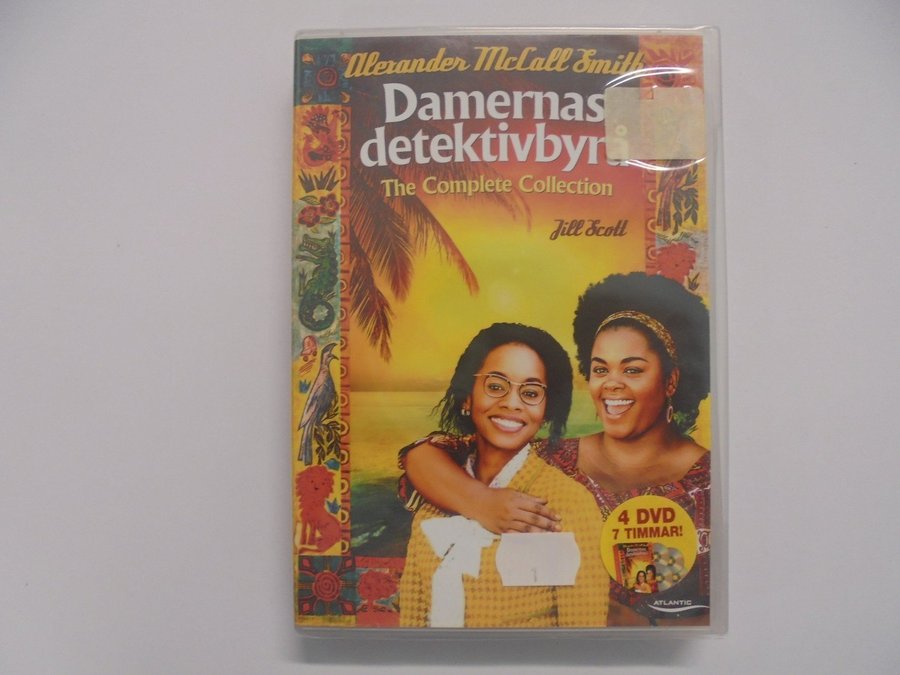 Alexander McCall Smith
Damernas
detektivbyrå
The Complete Collection
Jill Scott
4 DVD
7 TIMMAR!
ATLANTIC